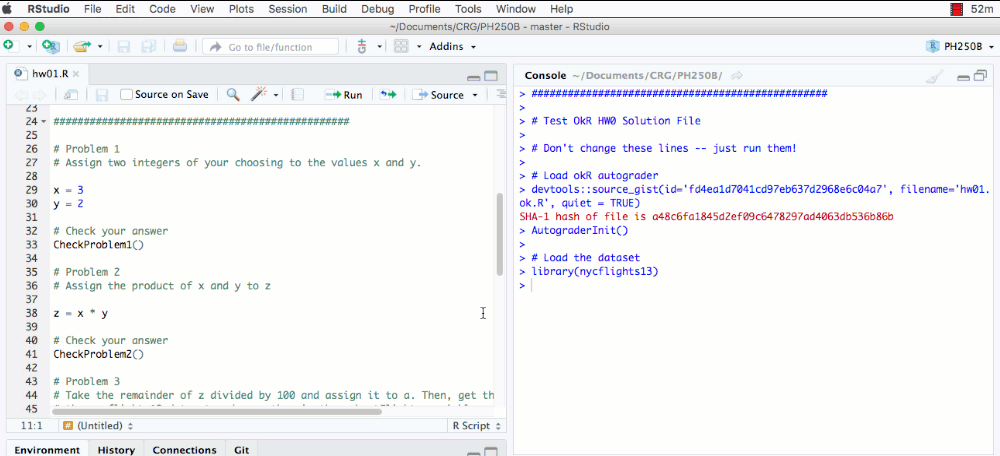 RStudio File Edit Code View Plots Session Build Debug Profile Tools Window Help 52m
~/Documents/CRG/PH250B - master - RStudio
Go to file/function Addins PH250B
hw01.R
Source on Save Run Source
23
24 ##################################################
25
26 # Problem 1
27 # Assign two integers of your choosing to the values x and y.
28
29 x = 3
30 y = 2
31
32 # Check your answer
33 CheckProblem1()
34
35 # Problem 2
36 # Assign the product of x and y to z
37
38 z = x * y
39
40 # Check your answer
41 CheckProblem2()
42
43 # Problem 3
44 # Take the remainder of z divided by 100 and assign it to a. Then, get th
45
11:1 # (Untitled) R Script
Environment History Connections Git
Console ~/Documents/CRG/PH250B/
> ##################################################
>
> # Test OkR HW0 Solution File
>
> # Don't change these lines -- just run them!
>
> # Load okR autograder
> devtools::source_gist(id='fd4ea1d7041cd97eb637d2968e6c04a7', filename='hw01.
ok.R', quiet = TRUE)
SHA-1 hash of file is a48c6fa1845d2ef09c6478297ad4063db536b86b
> AutograderInit()
>
> # Load the dataset
> library(nycflights13)
>